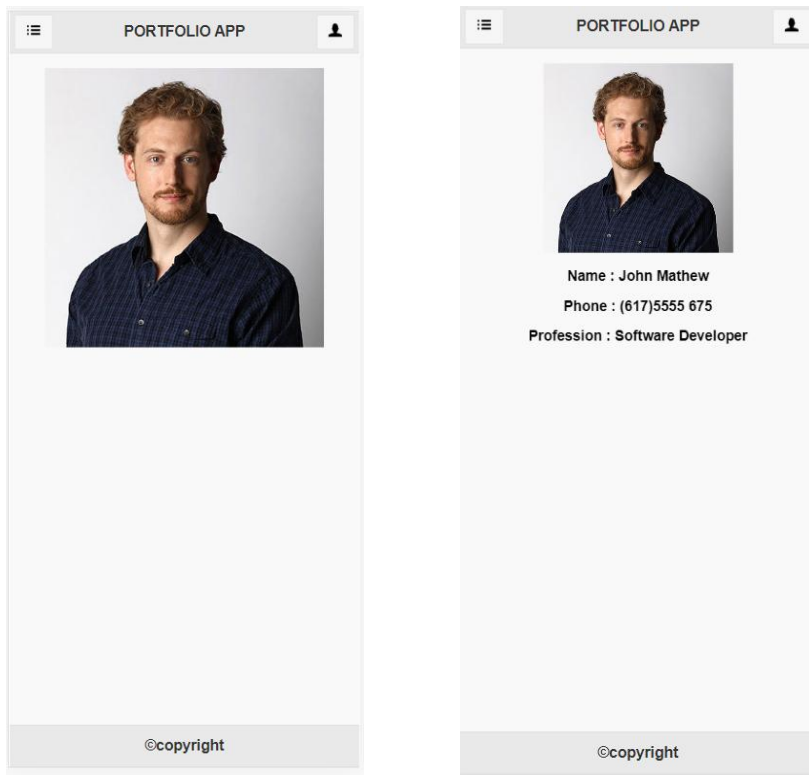 PORTFOLIO APP
©copyright
PORTFOLIO APP
Name : John Mathew
Phone : (617)5555 675
Profession : Software Developer
©copyright